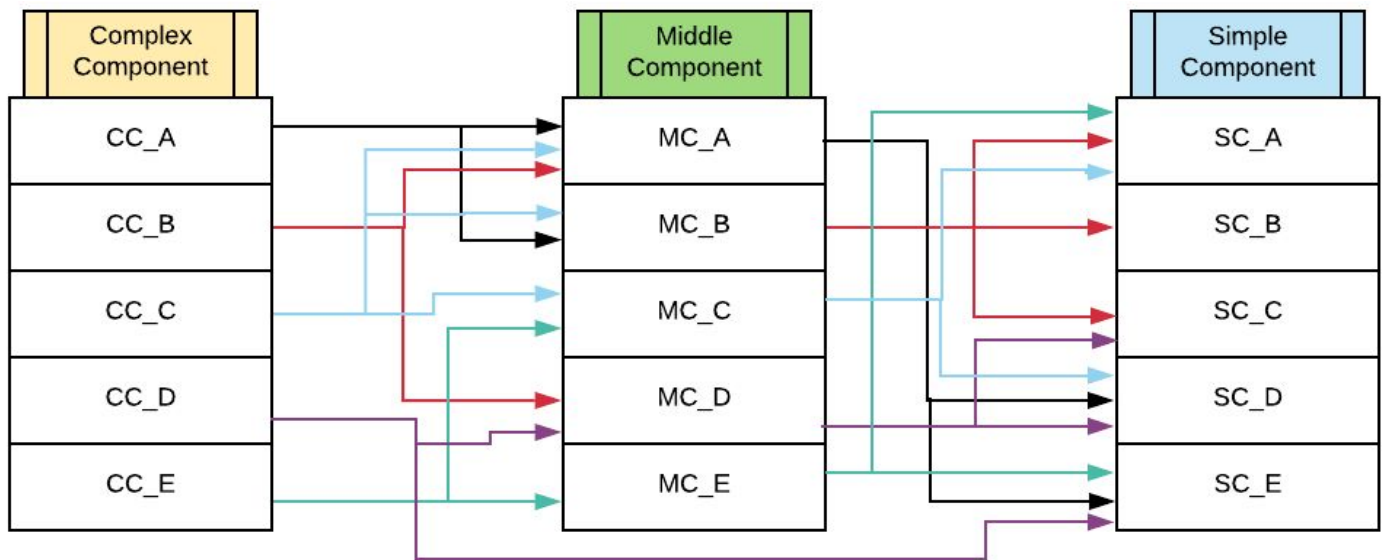 Complex
Component
Middle
Component
Simple
Component
CC_A
MC_A
SC_A
CC_B
MC_B
SC_B
CC_C
MC_C
SC_C
CC_D
MC_D
SC_D
CC_E
MC_E
SC_E